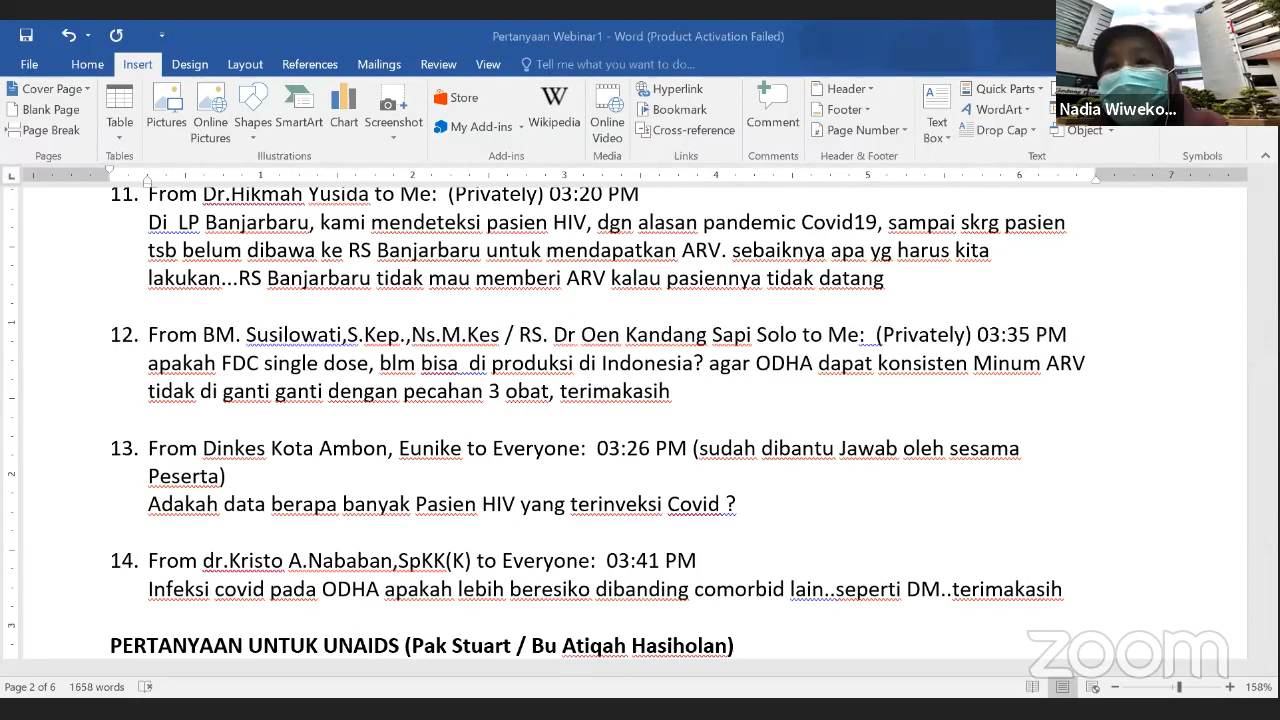 Pertanyaan Webinar1 - Word (Product Activation Failed)
File Home Insert Design Layout References Mailings Review View Tell me what you want to do...
Cover Page
Blank Page
Page Break
Pages
Table
Tables
Pictures
Online Pictures
Shapes
SmartArt
Chart
Screenshot
Illustrations
Store
My Add-ins
Wikipedia
Add-ins
Online Video
Media
Hyperlink
Bookmark
Cross-reference
Links
Comment
Comments
Header
Footer
Page Number
Header & Footer
Text Box
Quick Parts
WordArt
Drop Cap
Object
Text
Symbols
Nadia Wiweko...
1 2 3 4 5 6 7
11. From Dr.Hikmah Yusida to Me: (Privately) 03:20 PM
Di LP Banjarbaru, kami mendeteksi pasien HIV, dgn alasan pandemic Covid19, sampai skrg pasien
tsb belum dibawa ke RS Banjarbaru untuk mendapatkan ARV. sebaiknya apa yg harus kita
lakukan...RS Banjarbaru tidak mau memberi ARV kalau pasiennya tidak datang
12. From BM. Susilowati,S.Kep.,Ns.M.Kes / RS. Dr Oen Kandang Sapi Solo to Me: (Privately) 03:35 PM
apakah FDC single dose, blm bisa di produksi di Indonesia? agar ODHA dapat konsisten Minum ARV
tidak di ganti ganti dengan pecahan 3 obat, terimakasih
13. From Dinkes Kota Ambon, Eunike to Everyone: 03:26 PM (sudah dibantu Jawab oleh sesama
Peserta)
Adakah data berapa banyak Pasien HIV yang terinveksi Covid ?
14. From dr.Kristo A.Nababan,SpKK(K) to Everyone: 03:41 PM
Infeksi covid pada ODHA apakah lebih beresiko dibanding comorbid lain..seperti DM..terimakasih
PERTANYAAN UNTUK UNAIDS (Pak Stuart / Bu Atiqah Hasiholan)
1
2
3
zoom
Page 2 of 6 1658 words
158%